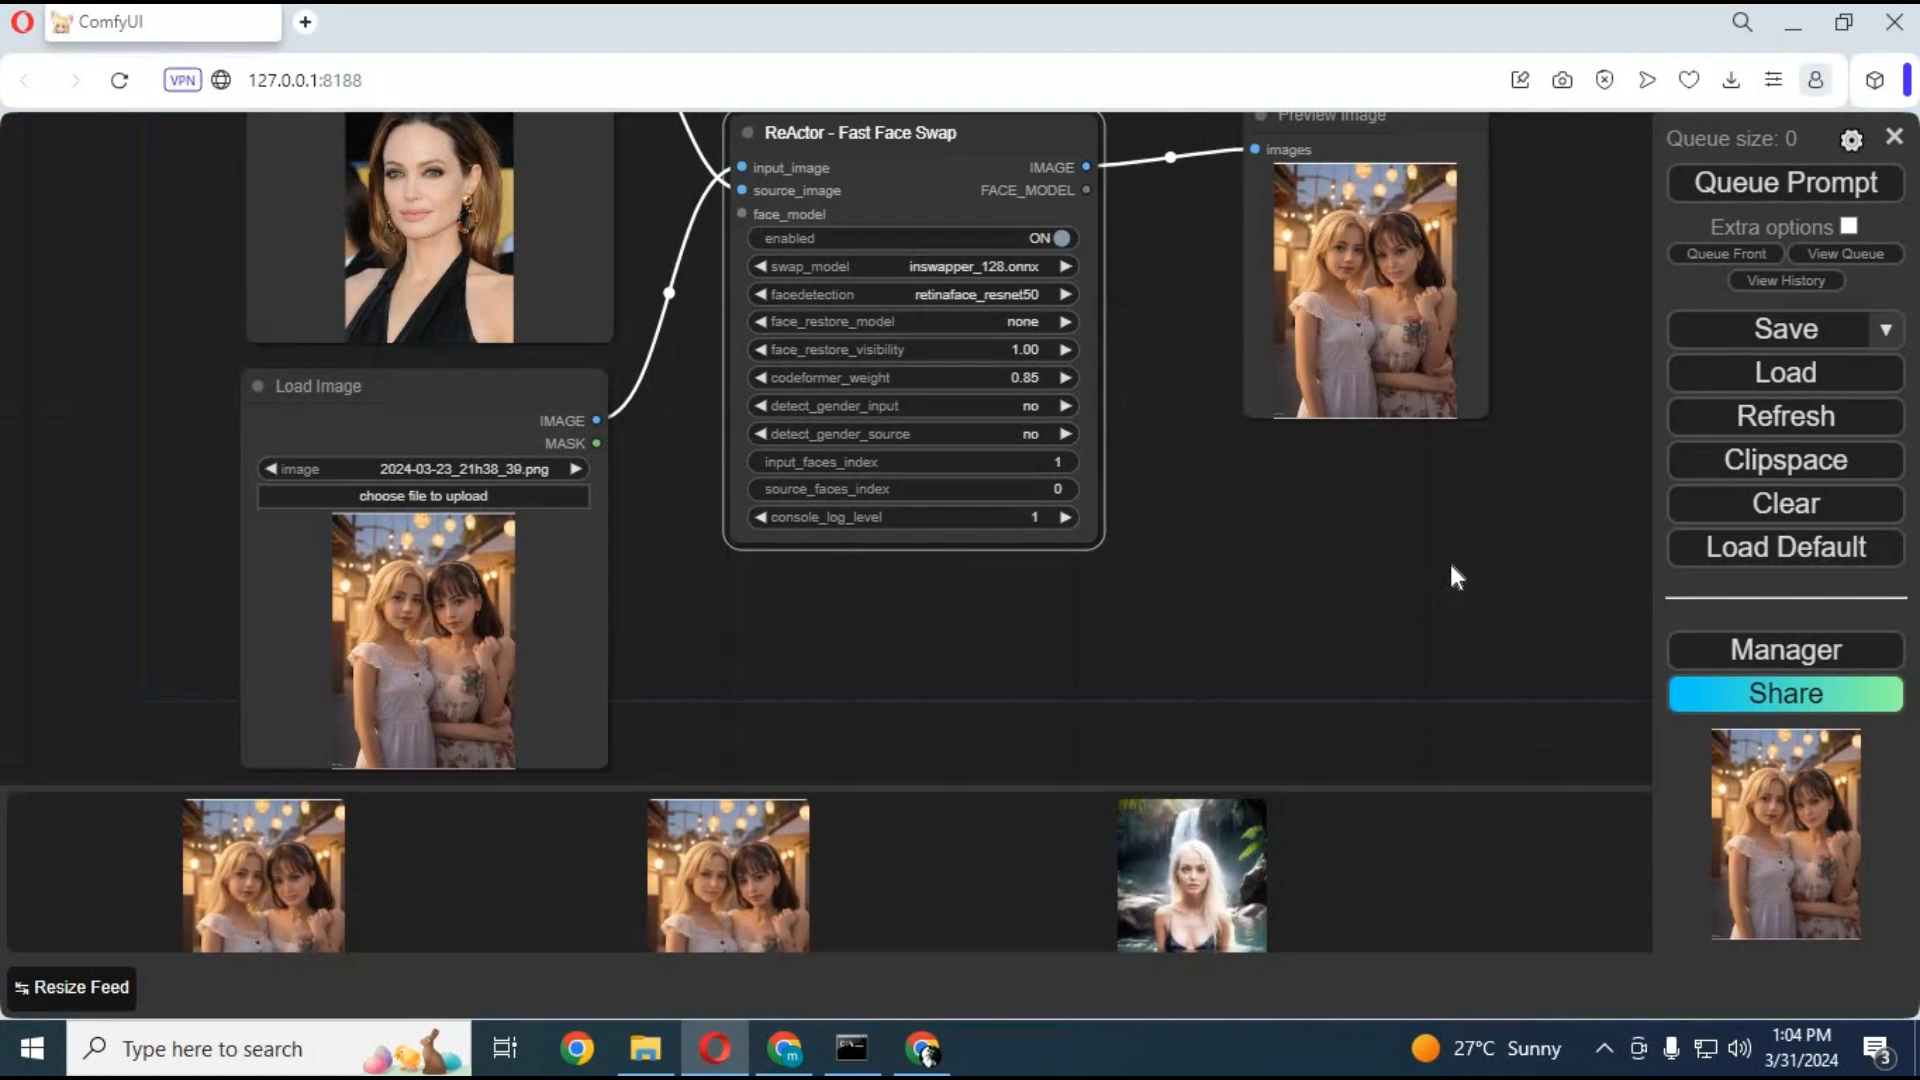 ComfyUI
+
VPN 127.0.0.1:8188
ReActor - Fast Face Swap
input_image IMAGE
source_image FACE_MODEL
face_model
enabled ON
swap_model inswapper_128.onnx
facedetection retinaface_resnet50
face_restore_model none
face_restore_visibility 1.00
codeformer_weight 0.85
detect_gender_input no
detect_gender_source no
input_faces_index 1
source_faces_index 0
console_log_level 1
Load Image
IMAGE
MASK
image 2024-03-23_21h38_39.png
choose file to upload
Preview Image
images
Queue size: 0
Queue Prompt
Extra options
Queue Front View Queue
View History
Save
Load
Refresh
Clipspace
Clear
Load Default
Manager
Share
Resize Feed
Type here to search
m
27°C Sunny
1:04 PM
3/31/2024
3